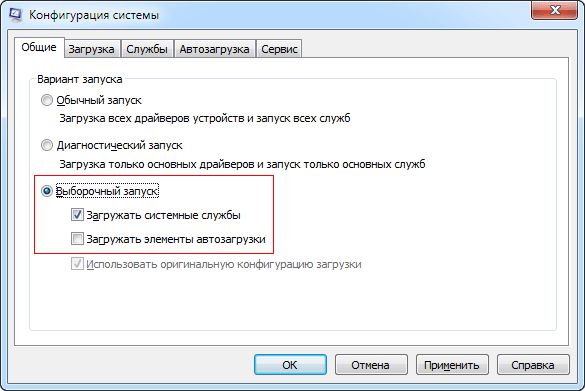 Конфигурация системы
Общие Загрузка Службы Автозагрузка Сервис
Вариант запуска
Обычный запуск
Загрузка всех драйверов устройств и запуск всех служб
Диагностический запуск
Загрузка только основных драйверов и запуск только основных служб
Выборочный запуск
Загружать системные службы
Загружать элементы автозагрузки
Использовать оригинальную конфигурацию загрузки
ОК Отмена Применить Справка